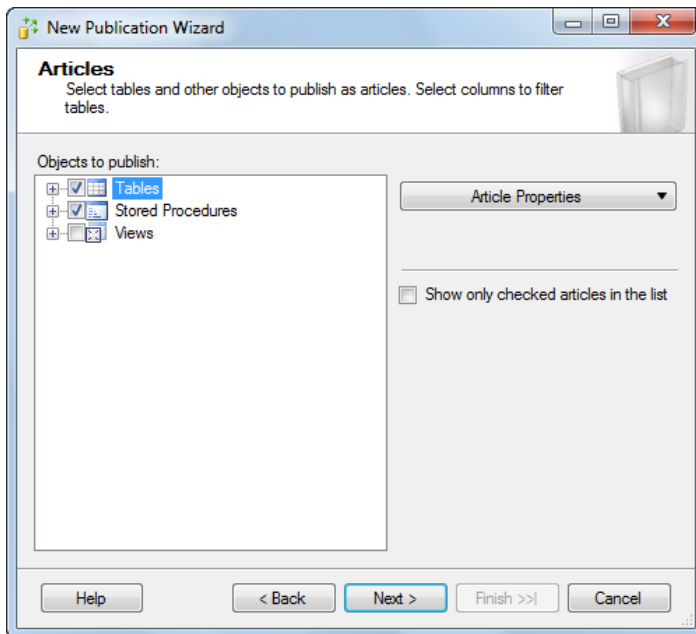 New Publication Wizard
Articles
Select tables and other objects to publish as articles. Select columns to filter
tables.
Objects to publish:
Tables
Stored Procedures
Views
Article Properties
Show only checked articles in the list
Help
< Back
Next >
Finish >>|
Cancel